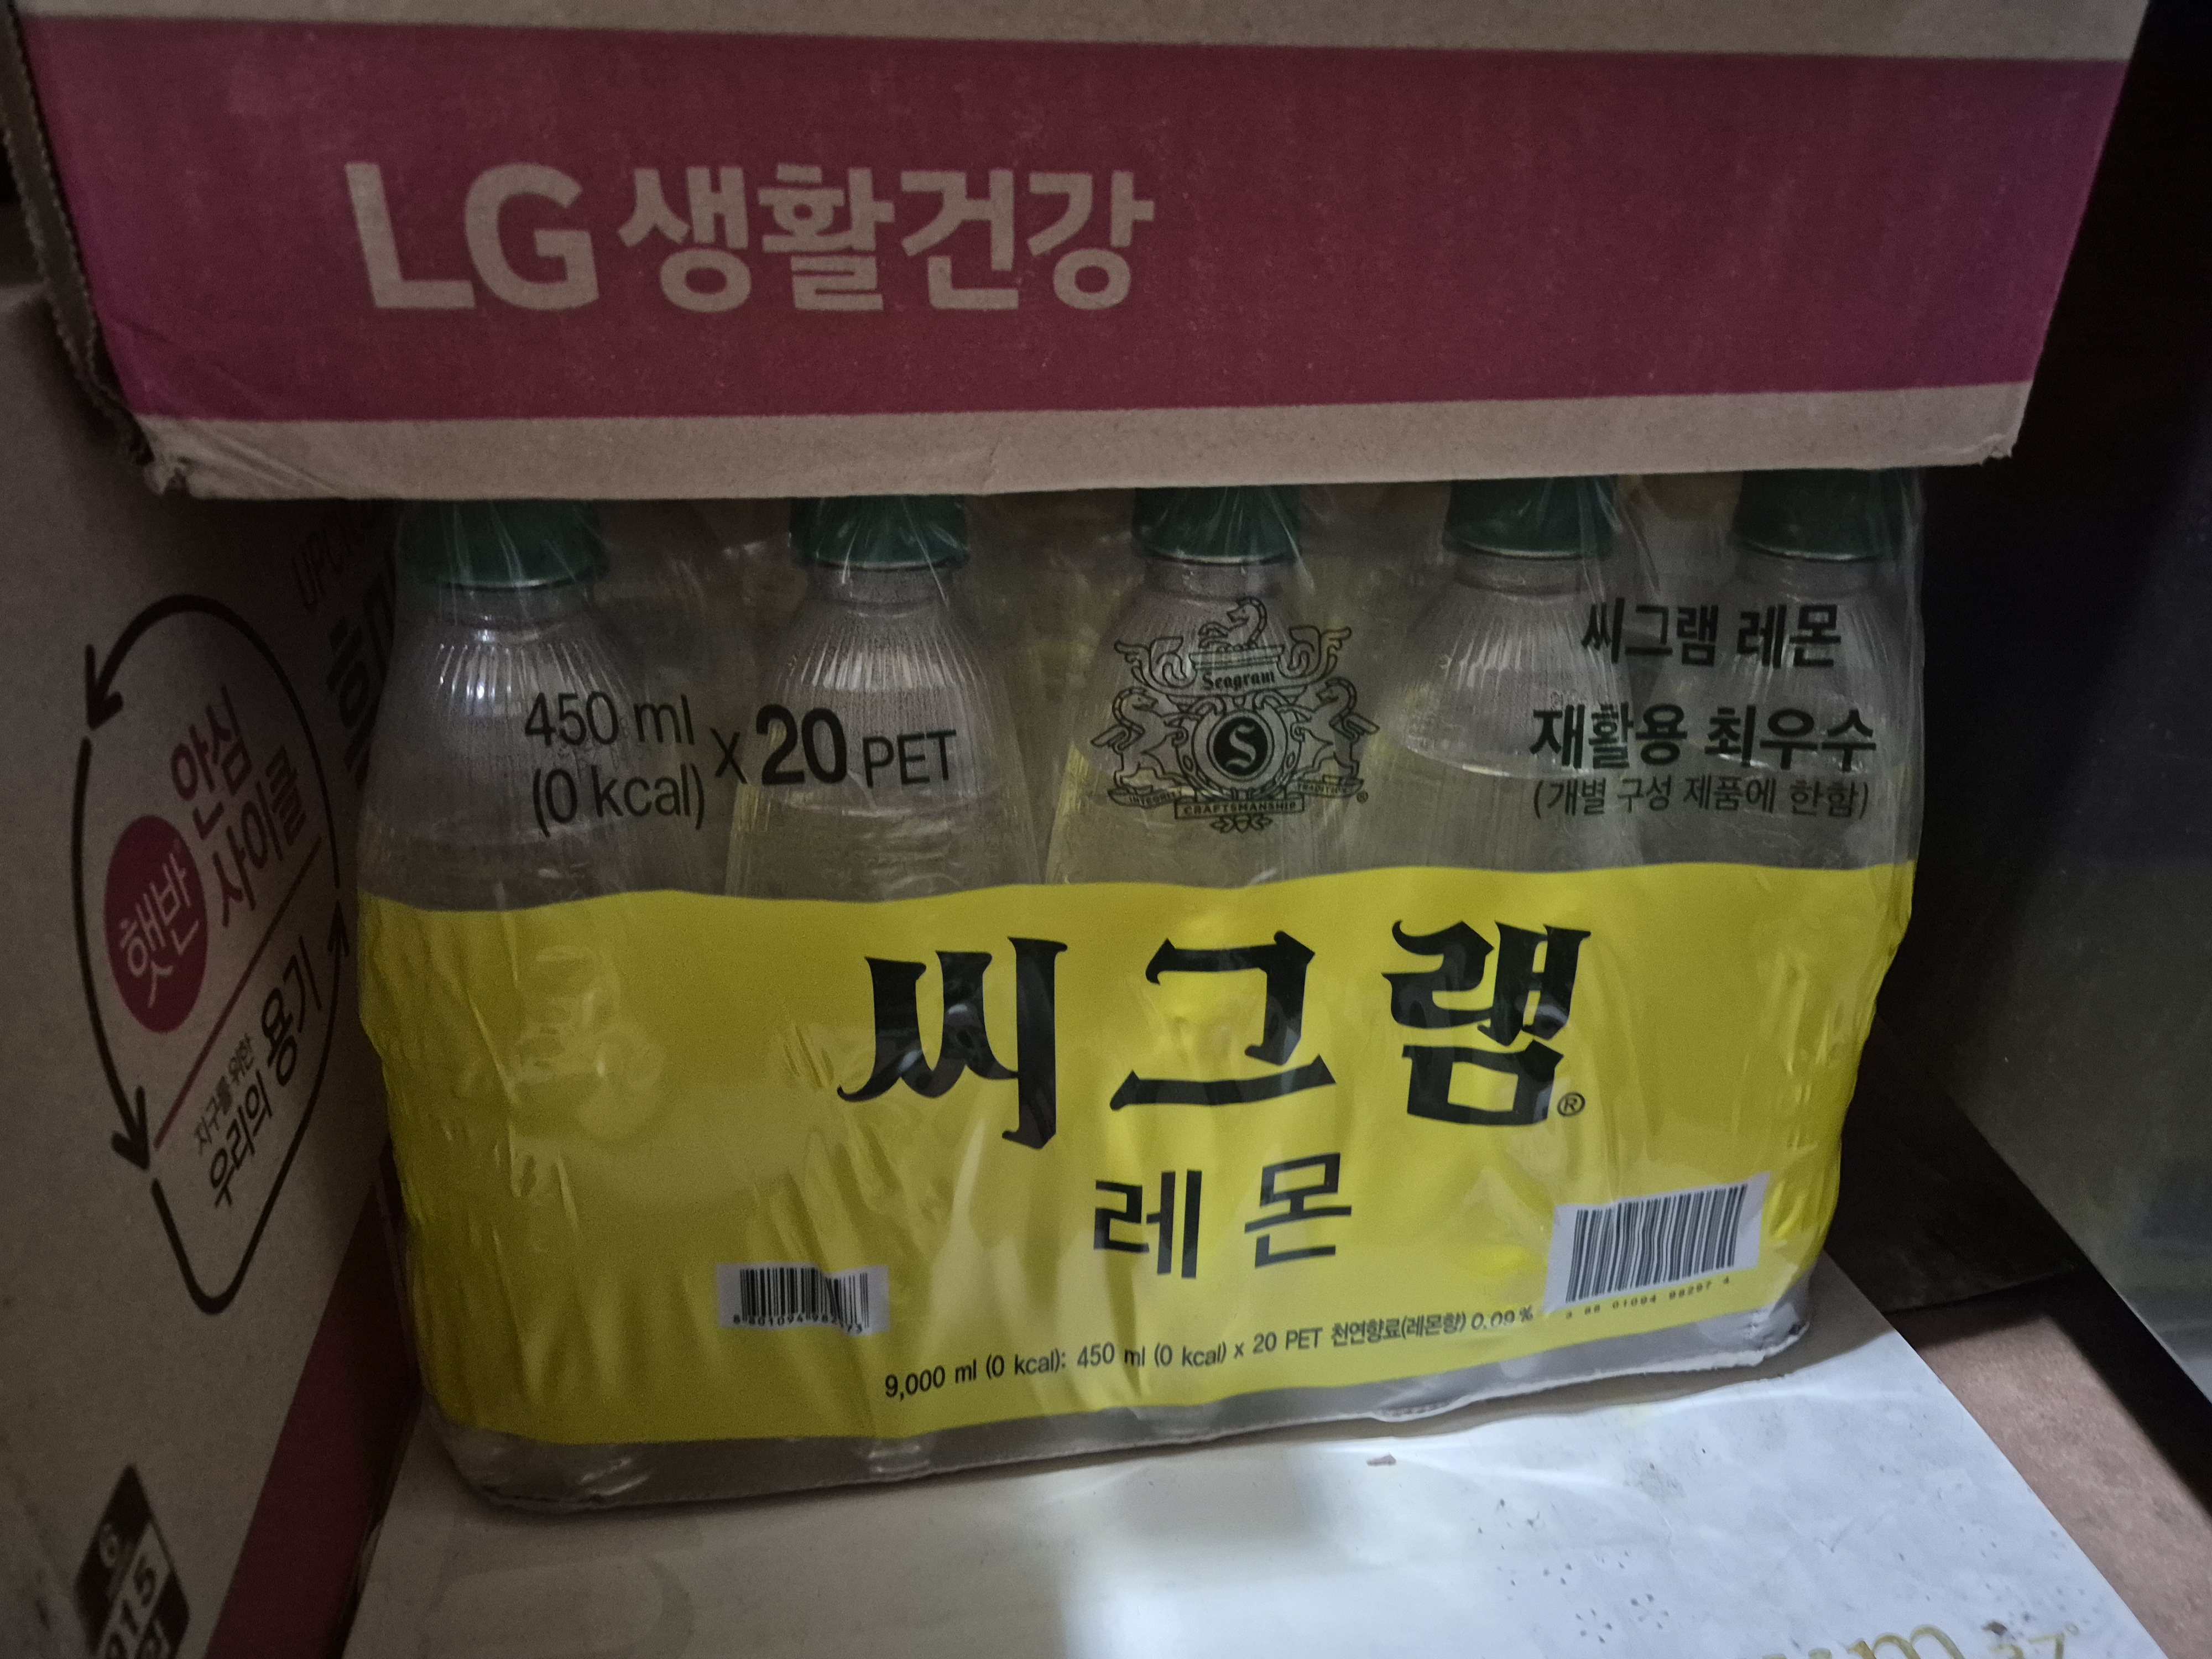 LG 생활건강
450 ml
(0 kcal)
x 20 PET
Seagram
S
INTEGRITY
CRAFTSMANSHIP
TRADITION
®
씨그램 레몬
재활용 최우수
(개별 구성 제품에 한함)
씨그램®
레몬
9,000 ml (0 kcal): 450 ml (0 kcal) x 20 PET 천연향료(레몬향) 0.09 %
햇반
안심
사이클
지구를 위한
우리의 용기